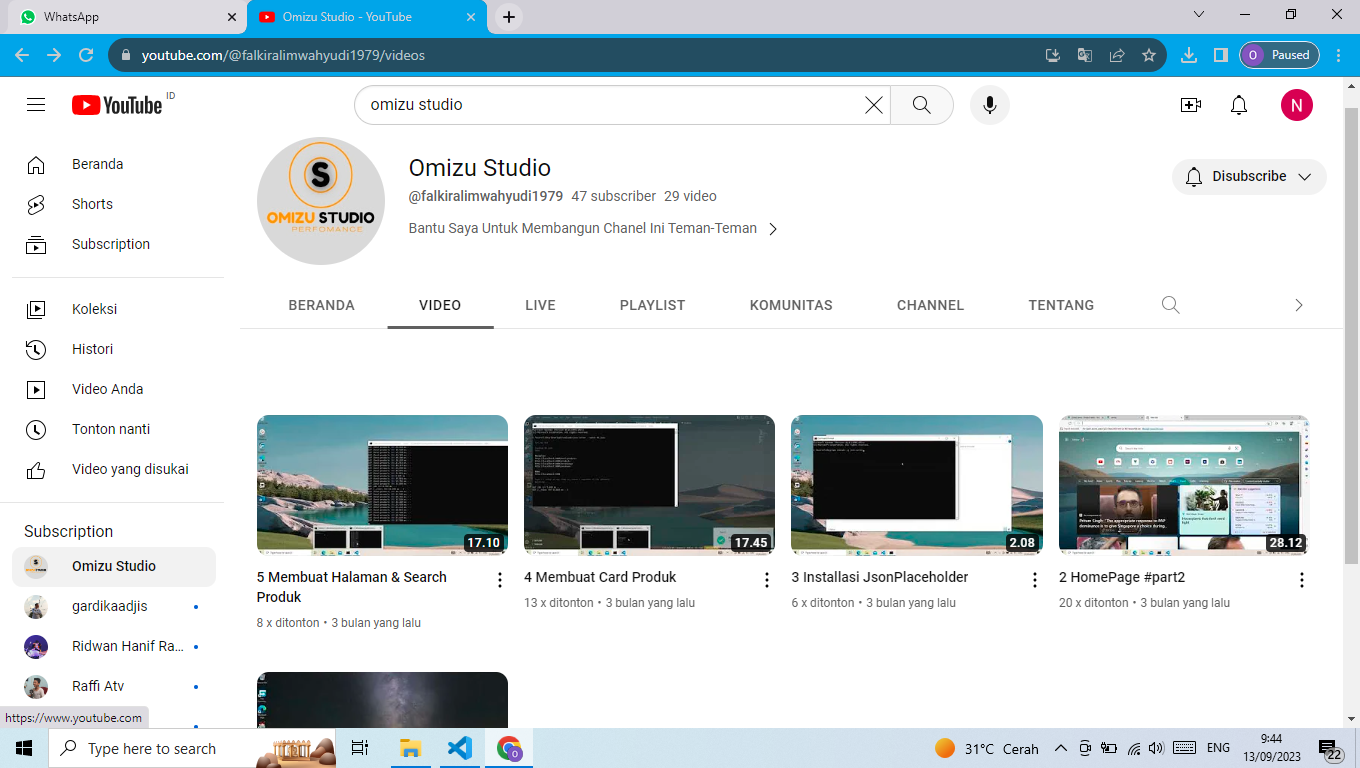 WhatsApp
Omizu Studio - YouTube
youtube.com/@falkiralimwahyudi1979/videos
O Paused
YouTube ID
omizu studio
N
Beranda
Shorts
Subscription
Koleksi
Histori
Video Anda
Tonton nanti
Video yang disukai
Subscription
Omizu Studio
gardikaadjis
Ridwan Hanif Ra...
Raffi Atv
https://www.youtube.com
S
OMIZU STUDIO
PERFOMANCE
Omizu Studio
@falkiralimwahyudi1979 47 subscriber 29 video
Bantu Saya Untuk Membangun Chanel Ini Teman-Teman
Disubscribe
BERANDA VIDEO LIVE PLAYLIST KOMUNITAS CHANNEL TENTANG
17.10
17.45
2.08
28.12
5 Membuat Halaman & Search
Produk
8 x ditonton • 3 bulan yang lalu
4 Membuat Card Produk
13 x ditonton • 3 bulan yang lalu
3 Installasi JsonPlaceholder
6 x ditonton • 3 bulan yang lalu
2 HomePage #part2
20 x ditonton • 3 bulan yang lalu
Type here to search
O
31°C Cerah
ENG
9:44
13/09/2023
22